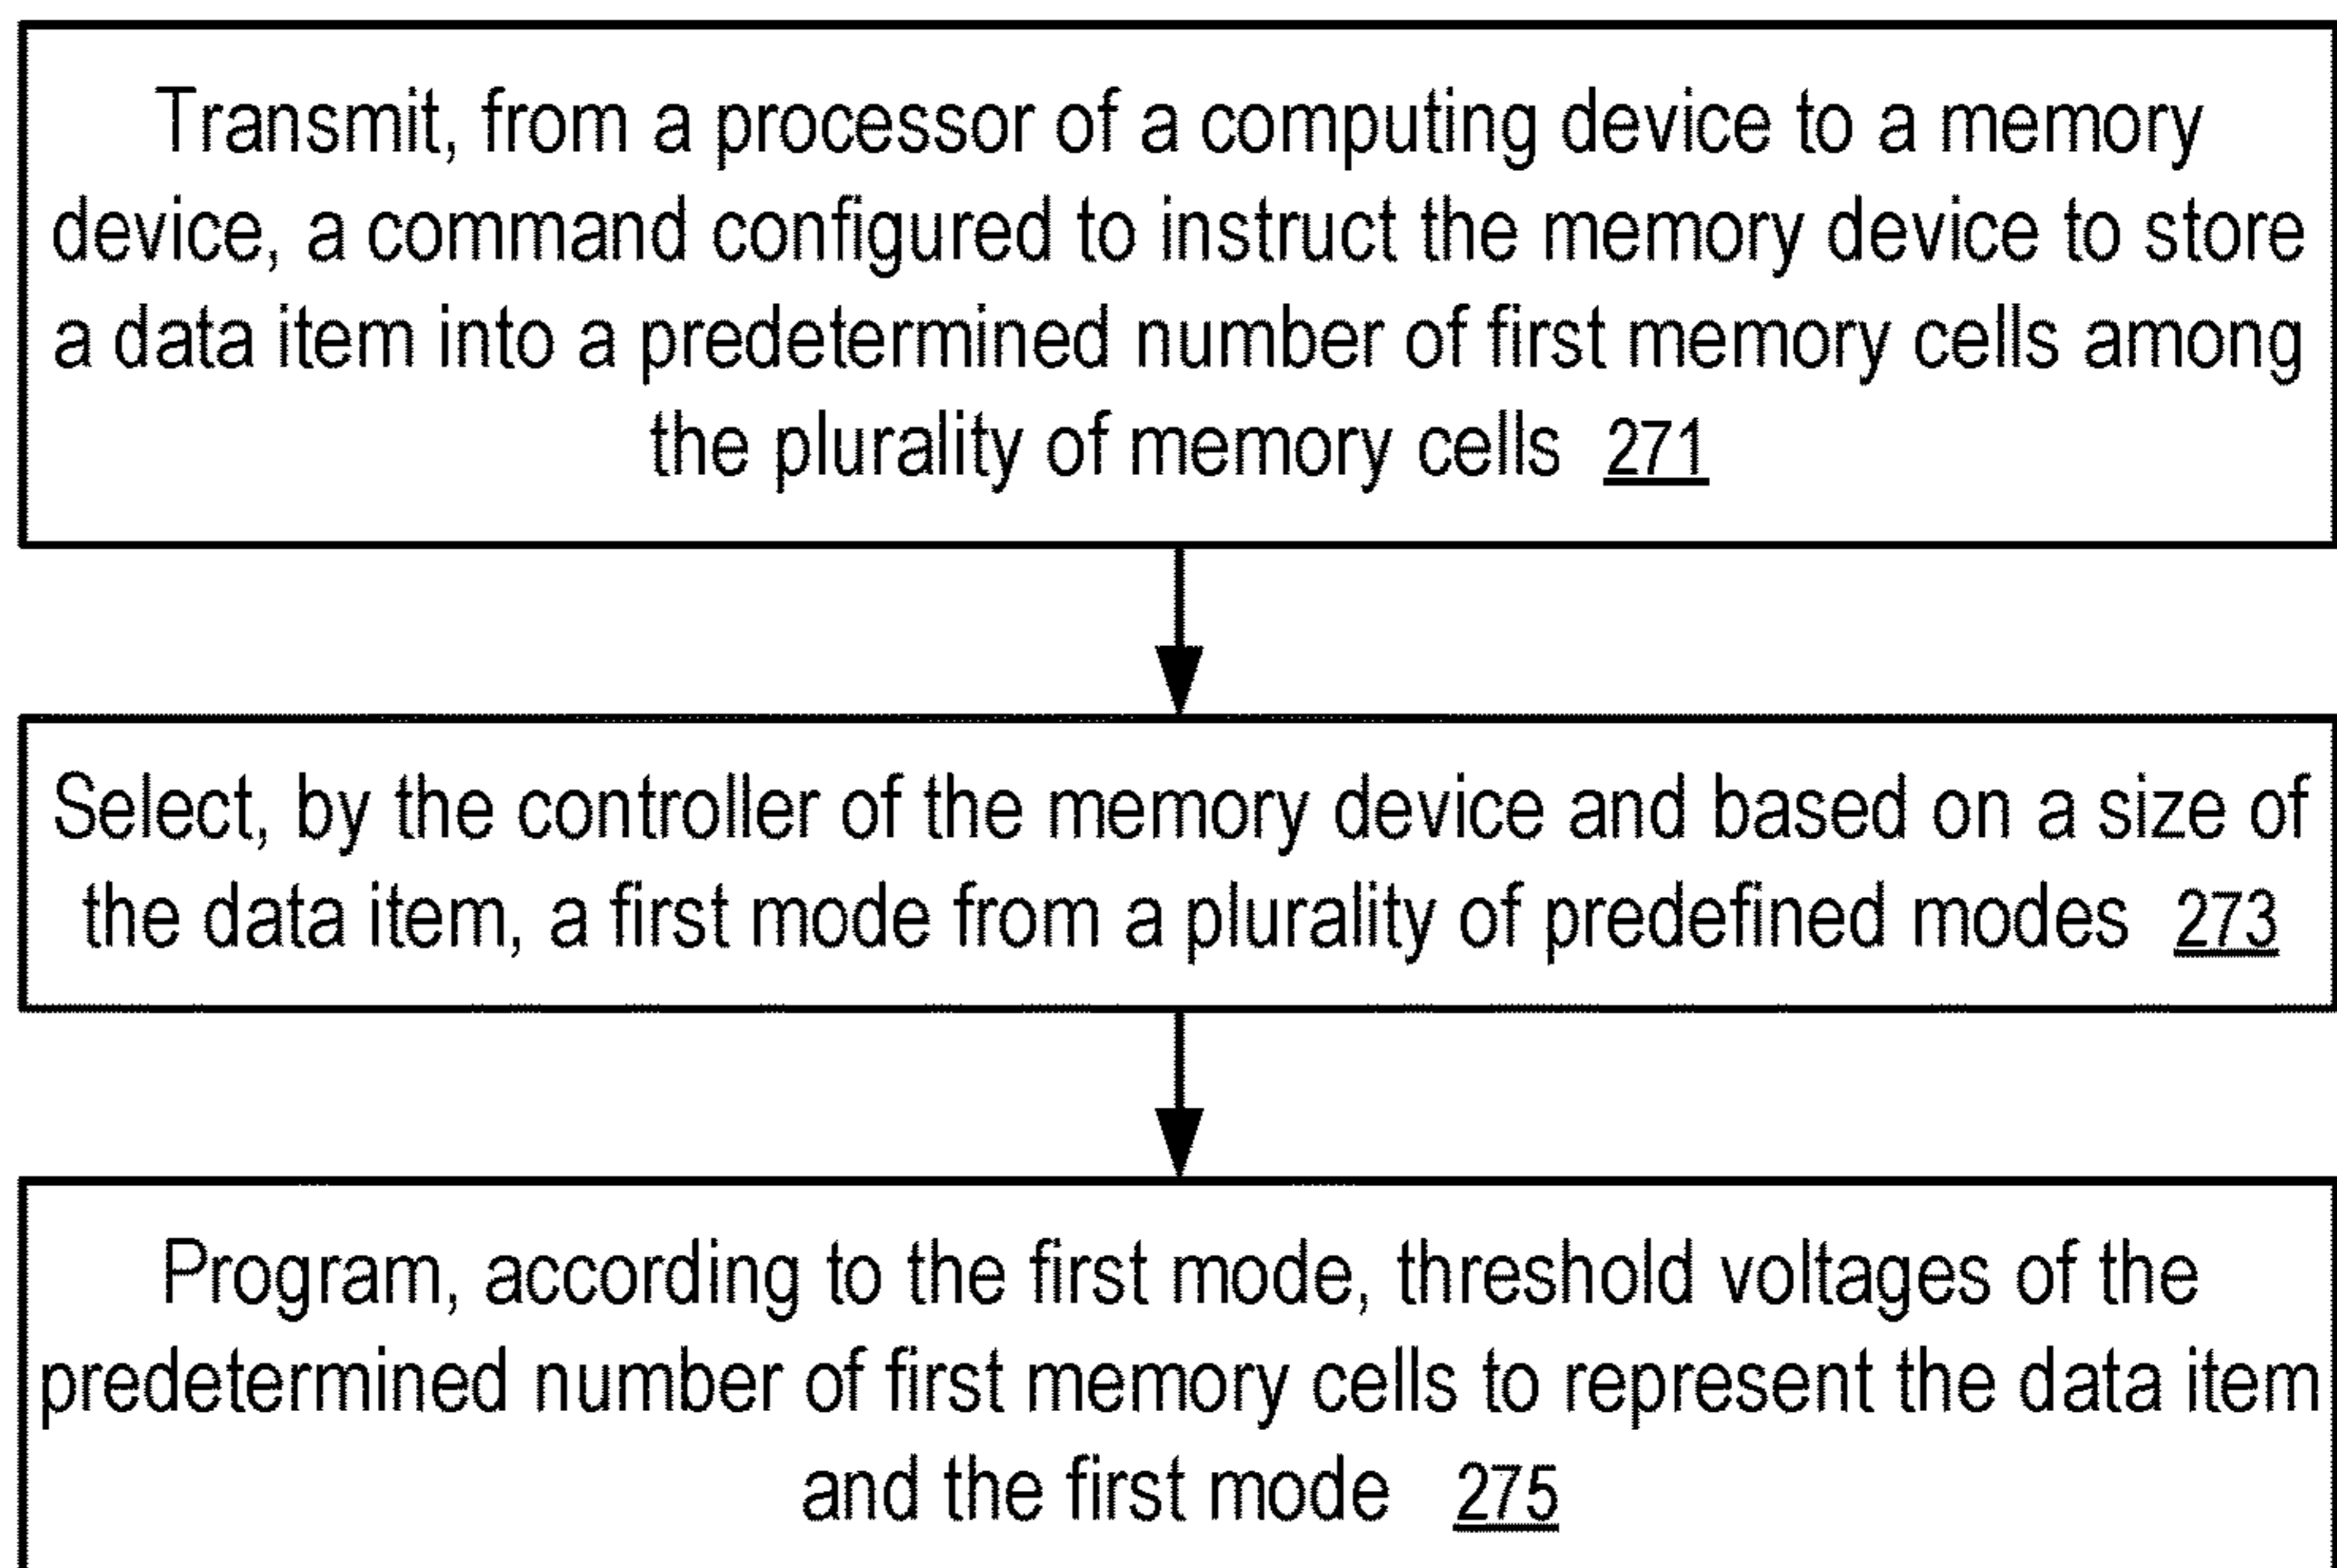 Transmit, from a processor of a computing device to a memory
device, a command configured to instruct the memory device to store
a data item into a predetermined number of first memory cells among
the plurality of memory cells 271
Select, by the controller of the memory device and based on a size of
the data item, a first mode from a plurality of predefined modes 273
Program, according to the first mode, threshold voltages of the
predetermined number of first memory cells to represent the data item
and the first mode 275